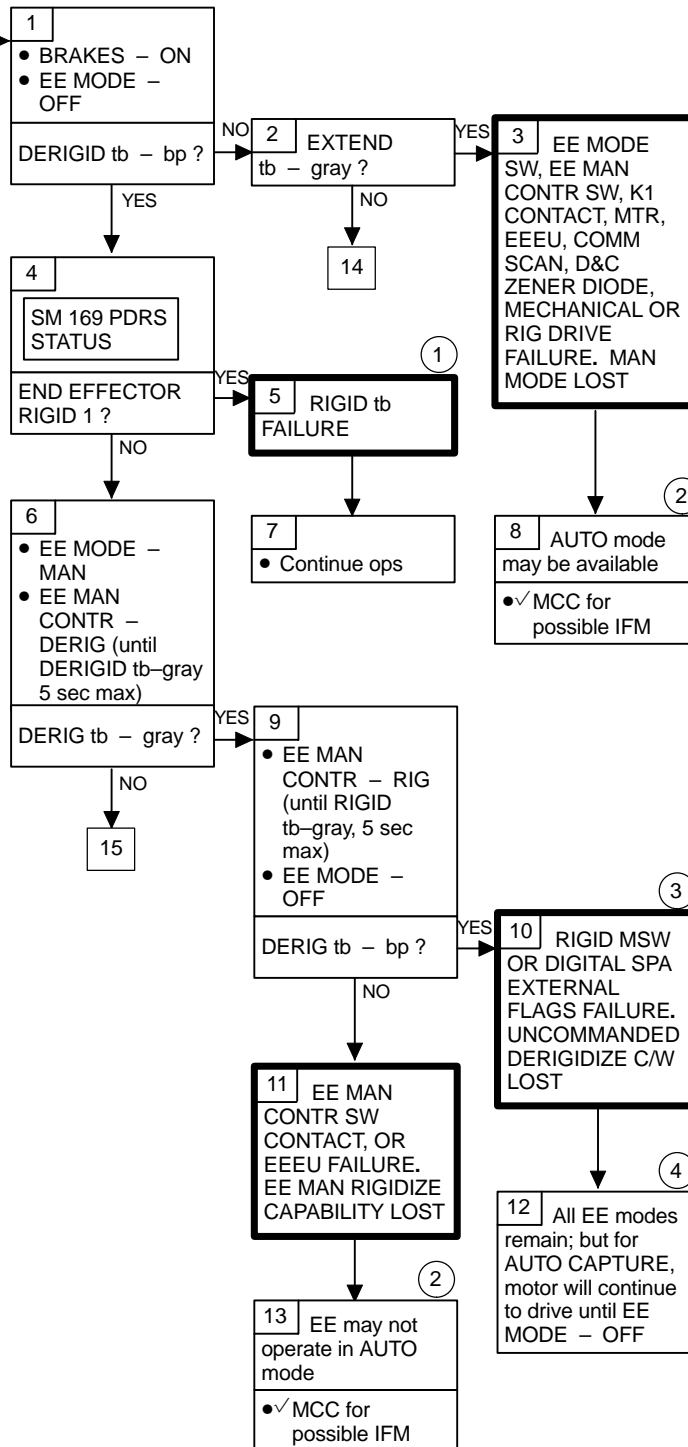 1
● BRAKES – ON
● EE MODE –
OFF
DERIGID tb – bp ?
NO
YES
2
EXTEND
tb – gray ?
YES
NO
14
3
EE MODE
SW, EE MAN
CONTR SW, K1
CONTACT, MTR,
EEEU, COMM
SCAN, D&C
ZENER DIODE,
MECHANICAL OR
RIG DRIVE
FAILURE. MAN
MODE LOST
4
SM 169 PDRS
STATUS
END EFFECTOR
RIGID 1 ?
YES
NO
1
5
RIGID tb
FAILURE
7
● Continue ops
2
8
AUTO mode
may be available
●√ MCC for
possible IFM
6
● EE MODE –
MAN
● EE MAN
CONTR –
DERIG (until
DERIGID tb–gray
5 sec max)
DERIG tb – gray ?
YES
NO
15
9
● EE MAN
CONTR – RIG
(until RIGID
tb–gray, 5 sec
max)
● EE MODE –
OFF
DERIG tb – bp ?
YES
NO
3
10
RIGID MSW
OR DIGITAL SPA
EXTERNAL
FLAGS FAILURE.
UNCOMMANDED
DERIGIDIZE C/W
LOST
11
EE MAN
CONTR SW
CONTACT, OR
EEEU FAILURE.
EE MAN RIGIDIZE
CAPABILITY LOST
4
12
All EE modes
remain; but for
AUTO CAPTURE,
motor will continue
to drive until EE
MODE – OFF
2
13
EE may not
operate in AUTO
mode
●√ MCC for
possible IFM